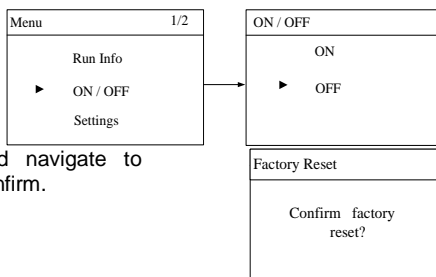 Menu 1/2
Run Info
► ON / OFF
Settings
ON / OFF
ON
► OFF
navigate to
Factory Reset
Confirm factory
reset?